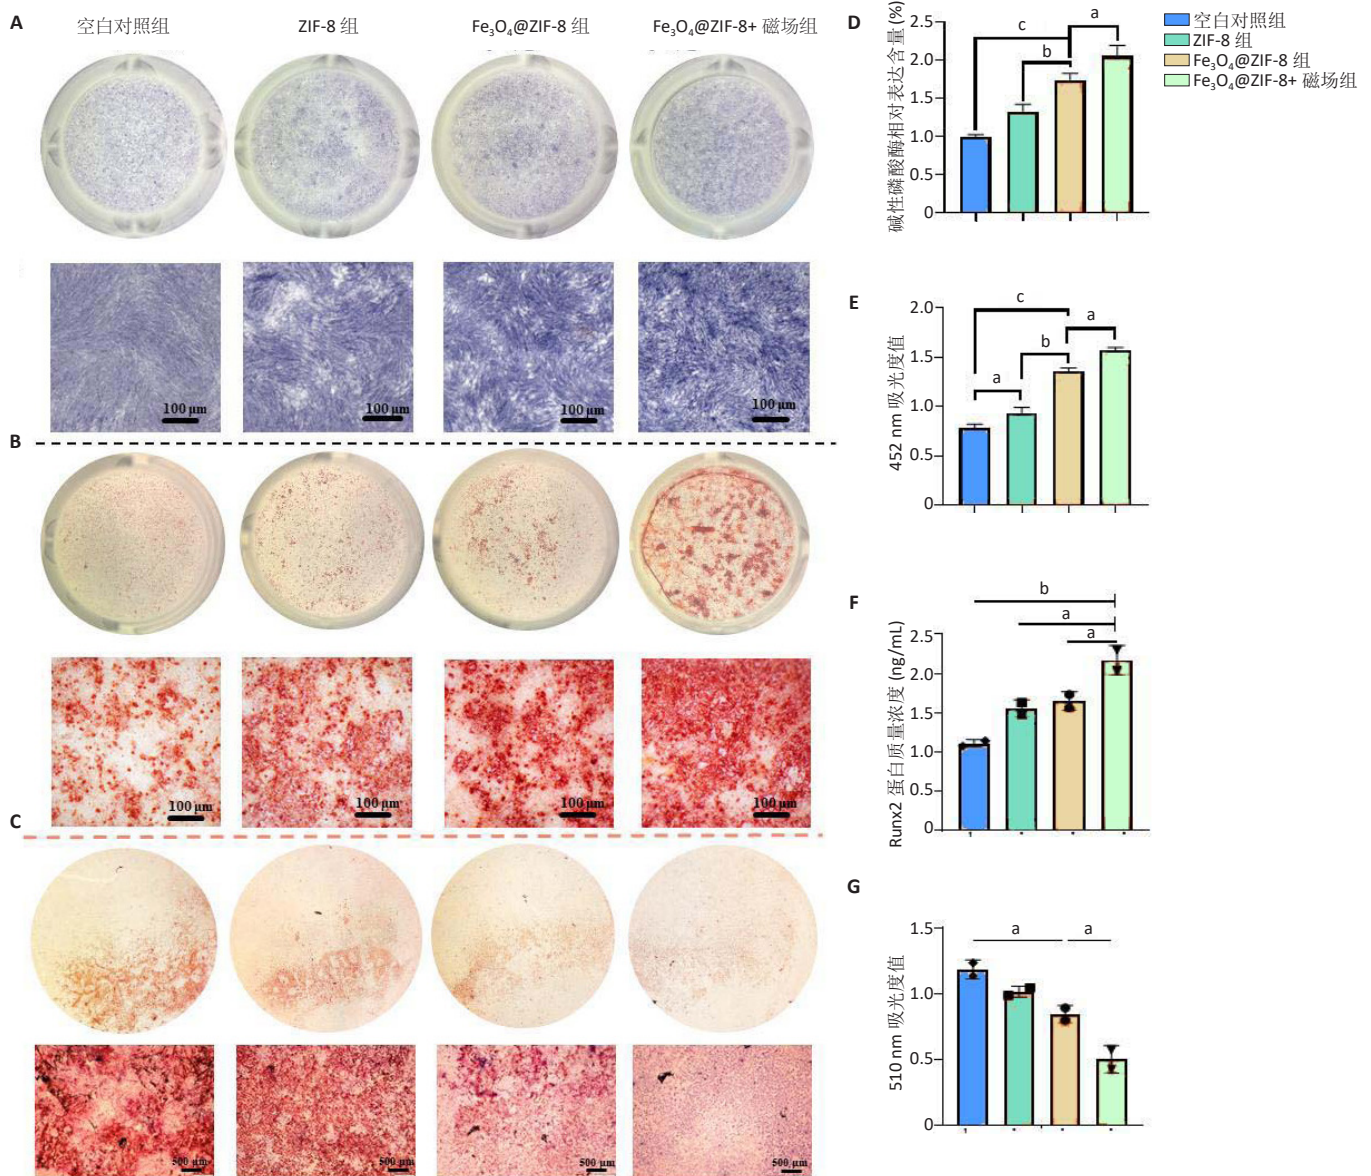 A
空白对照组
ZIF-8 组
Fe₃O₄@ZIF-8 组
Fe₃O₄@ZIF-8+ 磁场组
100 μm
100 μm
100 μm
100 μm
B
100 μm
100 μm
100 μm
100 μm
C
500 μm
500 μm
500 μm
500 μm
D
碱性磷酸酶相对表达含量(%)
2.5
2.0
1.5
1.0
0.5
0
c
b
a
空白对照组
ZIF-8 组
Fe₃O₄@ZIF-8 组
Fe₃O₄@ZIF-8+ 磁场组
E
452 nm 吸光度值
2.0
1.5
1.0
0.5
0
c
b
a
a
F
Runx2 蛋白质量浓度 (ng/mL)
2.5
2.0
1.5
1.0
0.5
0
b
a
a
G
510 nm 吸光度值
1.5
1.0
0.5
0
a
a